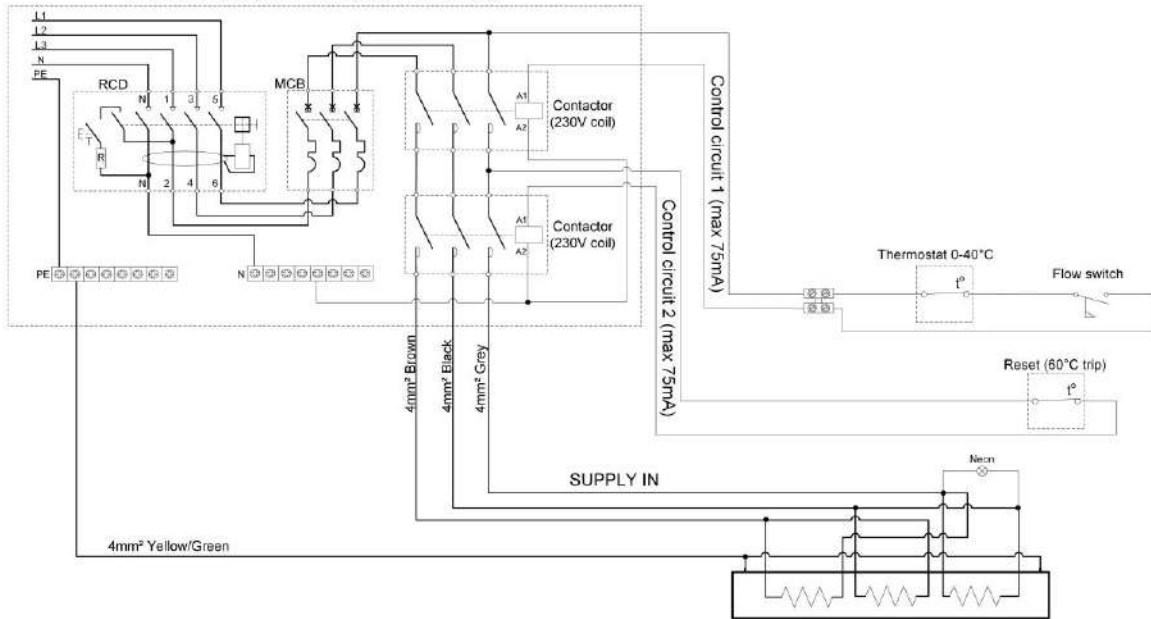 L1
L2
L3
N
PE
RCD
N 1 3 5
E
T
R
N 2 4 6
MCB
A1
A2
Contactor
(230V coil)
A1
A2
Contactor
(230V coil)
PE
N
Control circuit 1 (max 75mA)
Control circuit 2 (max 75mA)
Thermostat 0-40°C
t°
Flow switch
Reset (60°C trip)
t°
4mm² Brown
4mm² Black
4mm² Grey
SUPPLY IN
Neon
4mm² Yellow/Green